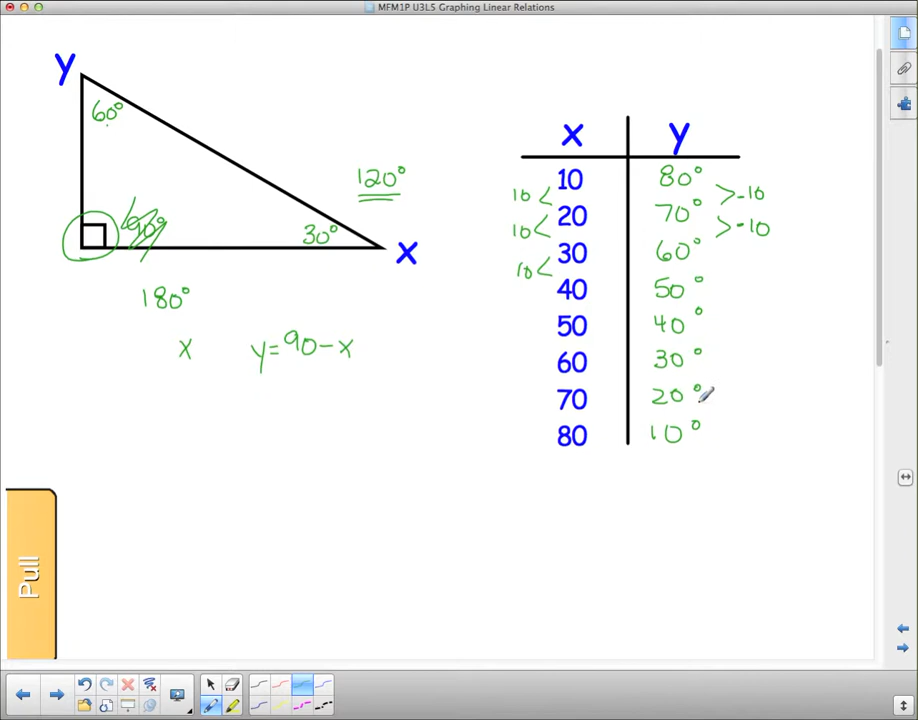 MFM1P U3L5 Graphing Linear Relations
y
60°
120°
90°
30°
x
180°
x y=90-x
x y
10 80°
10 < > -10
20 70°
10 < > -10
30 60°
10 <
40 50°
50 40°
60 30°
70 20°
80 10°
Pull